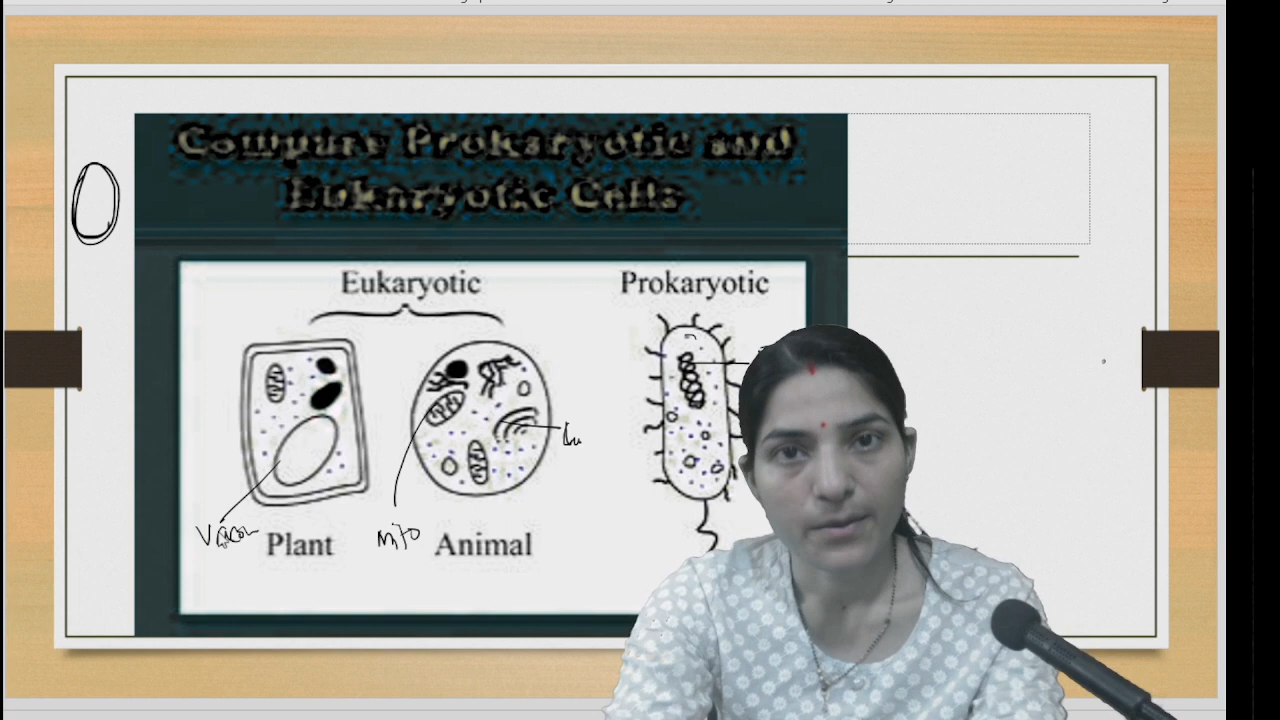 Compare Prokaryotic and
Eukaryotic Cells
Eukaryotic
Prokaryotic
Mito
Plant
Animal